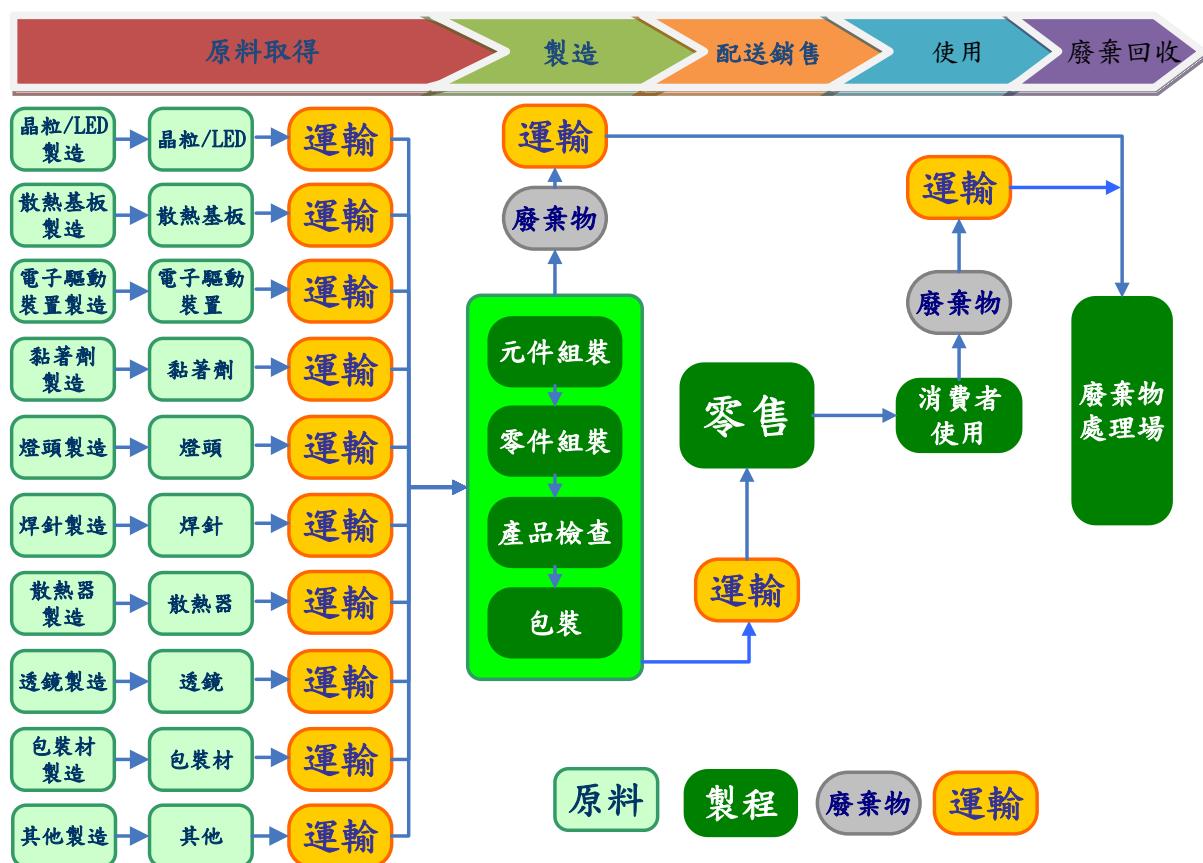 原料取得
製造
配送銷售
使用
廢棄回收
晶粒/LED
製造
晶粒/LED
運輸
散熱基板
製造
散熱基板
運輸
電子驅動
裝置製造
電子驅動
裝置
運輸
黏著劑
製造
黏著劑
運輸
燈頭製造
燈頭
運輸
焊針製造
焊針
運輸
散熱器
製造
散熱器
運輸
透鏡製造
透鏡
運輸
包裝材
製造
包裝材
運輸
其他製造
其他
運輸
運輸
廢棄物
元件組裝
零件組裝
產品檢查
包裝
運輸
零售
消費者
使用
廢棄物
運輸
廢棄物
處理場
原料
製程
廢棄物
運輸